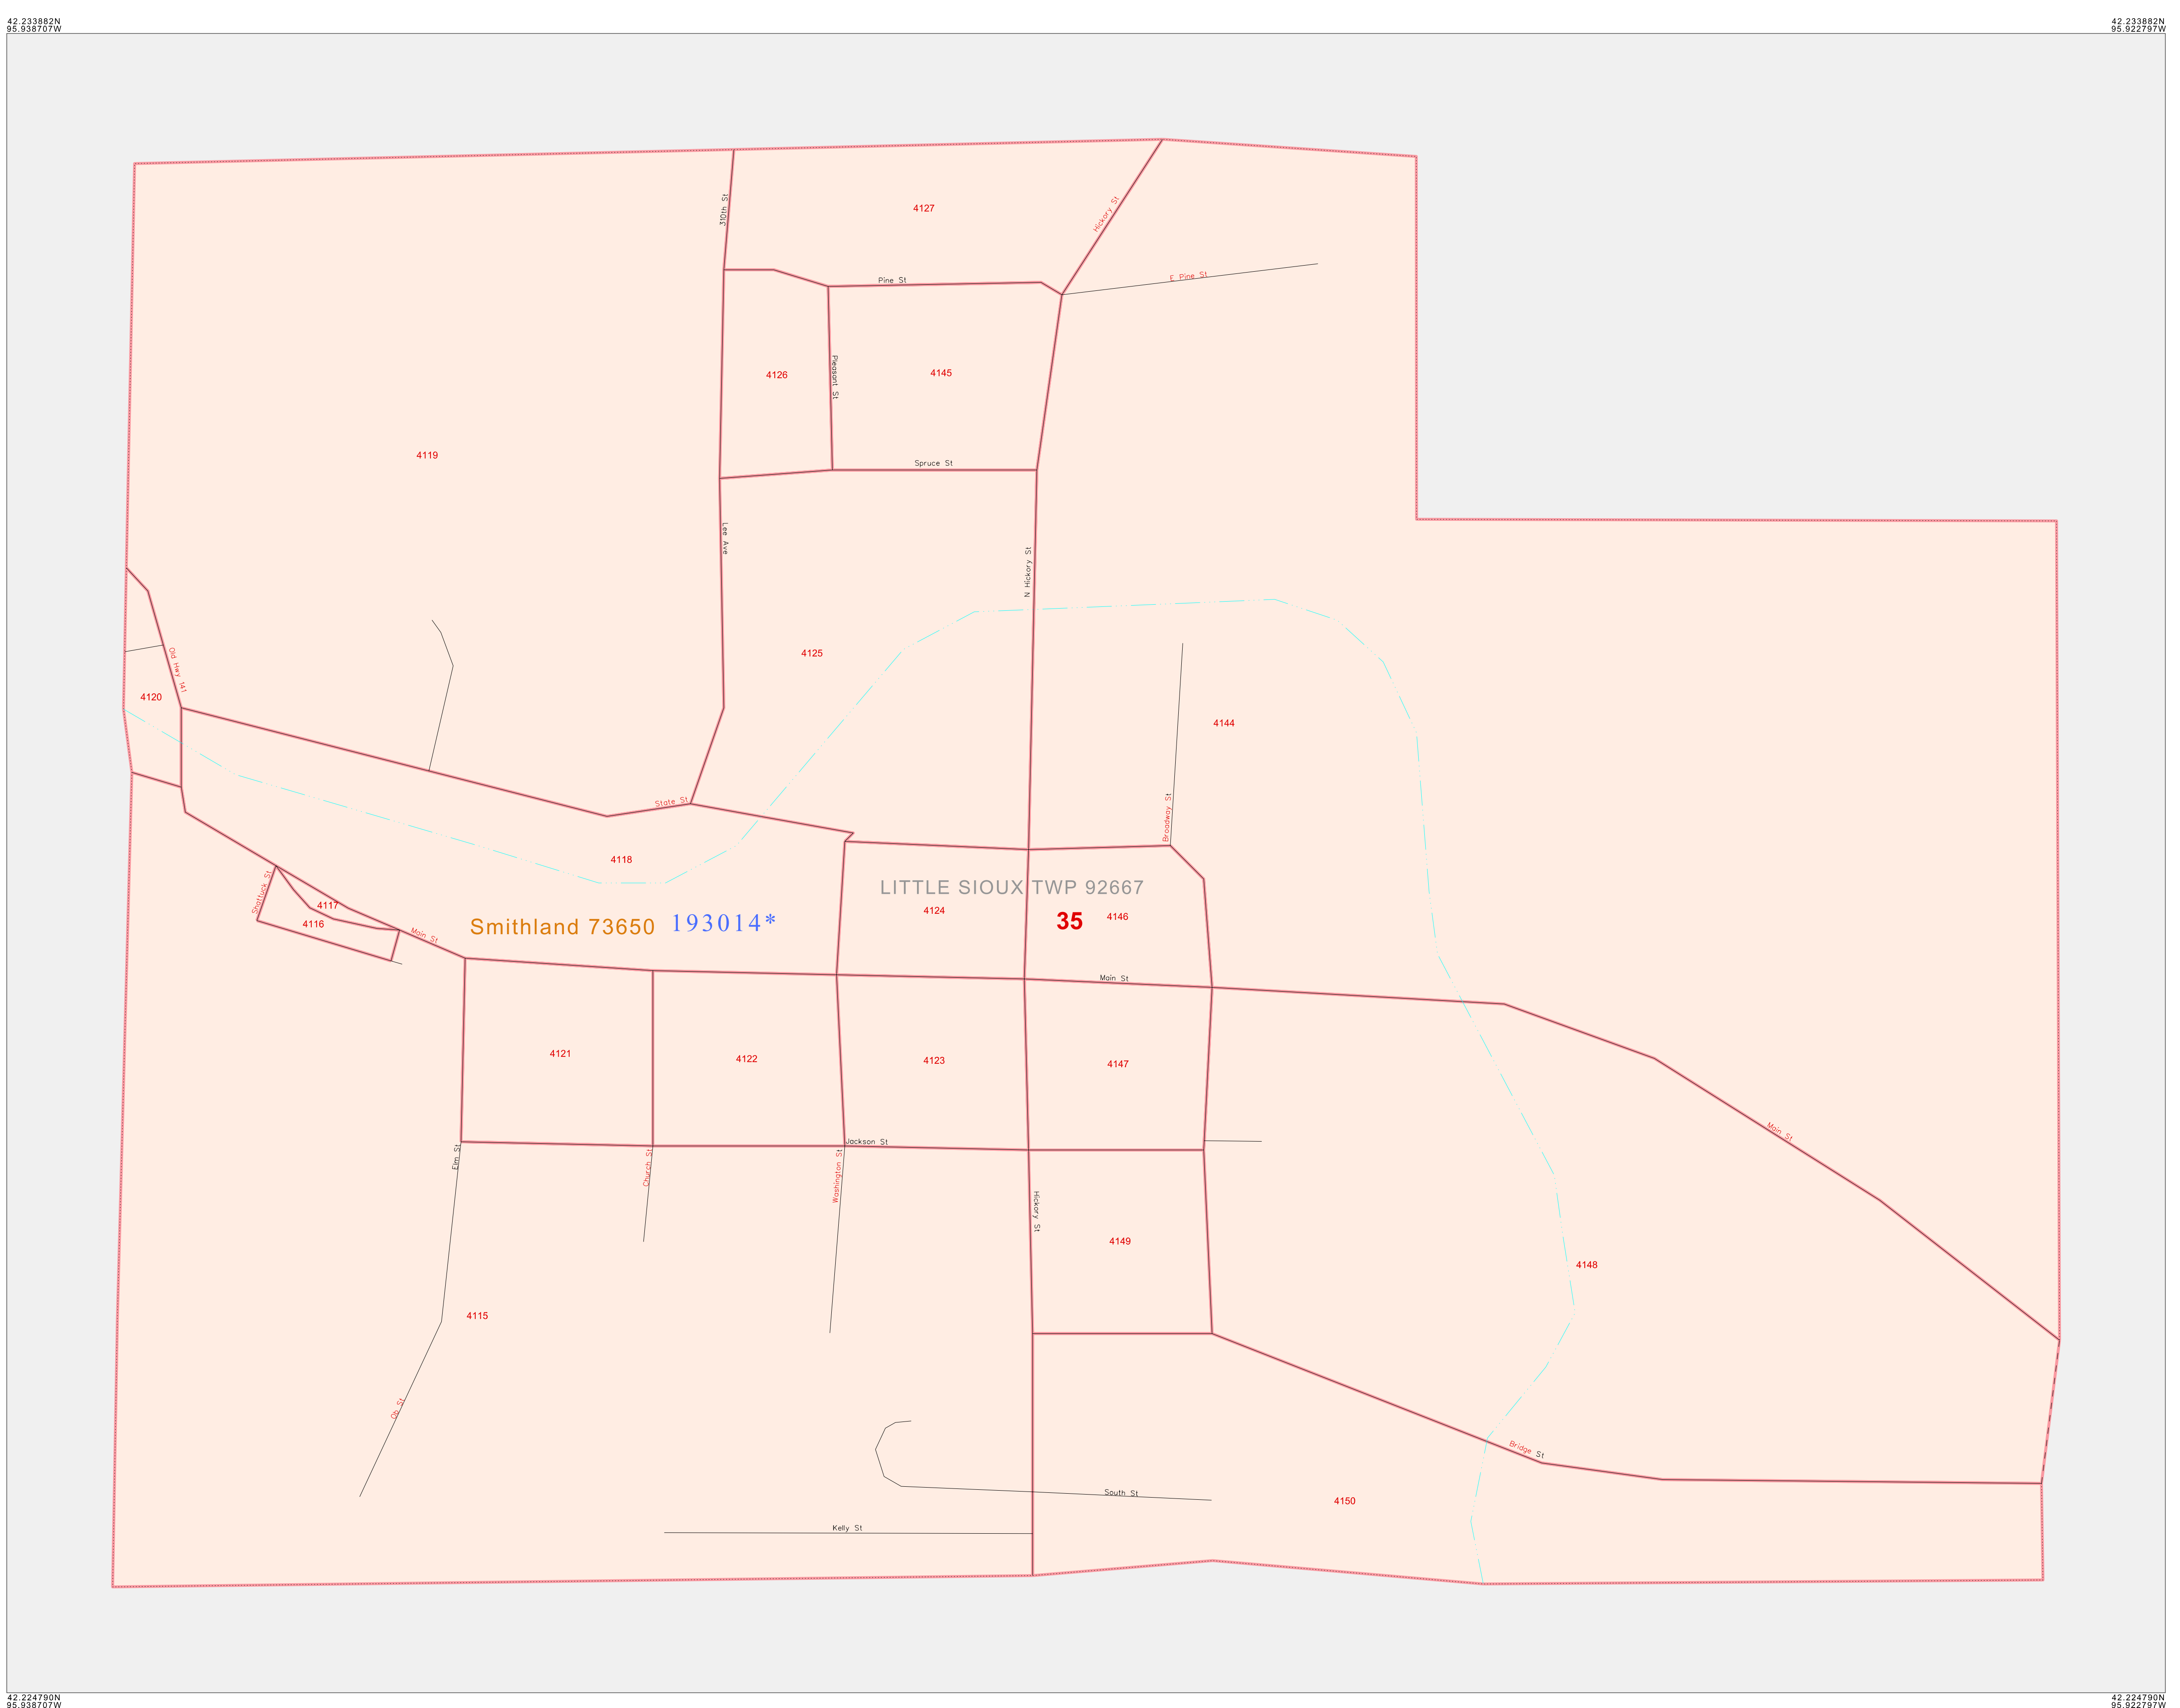 42.233882N
95.938707W
42.233882N
95.922797W
310th St
4127
Hickory St
Pine St
E Pine St
4126
Pleasant St
4145
4119
Spruce St
Lee Ave
N Hickory St
4125
Old Hwy 141
4120
4144
State St
Broadway St
4118
LITTLE SIOUX TWP 92667
Shattuck St
4117
4116
Main St
Smithland 73650
193014*
4124
35
4146
Main St
4121
4122
4123
4147
Main St
Jackson St
Elm St
Church St
Washington St
Hickory St
4149
4148
4115
Ob St
Bridge St
South St
4150
Kelly St
42.224790N
95.938707W
42.224790N
95.922797W